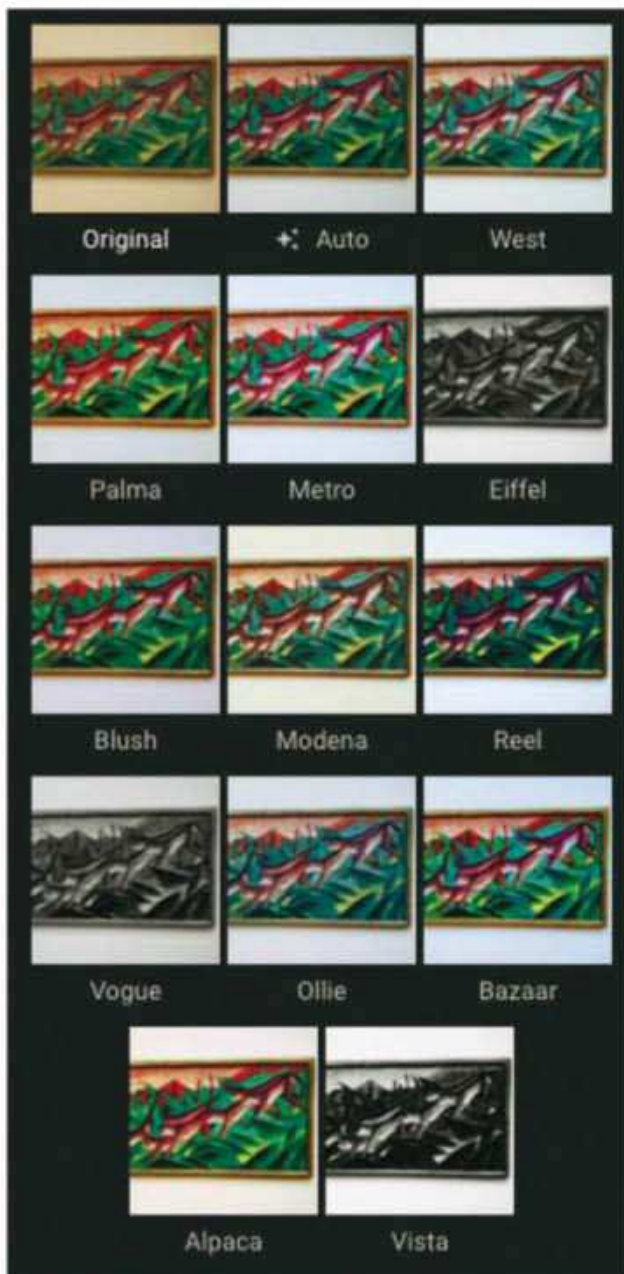 Original Auto West
Palma Metro Eiffel
Blush Modena Reel
Vogue Ollie Bazaar
Alpaca Vista